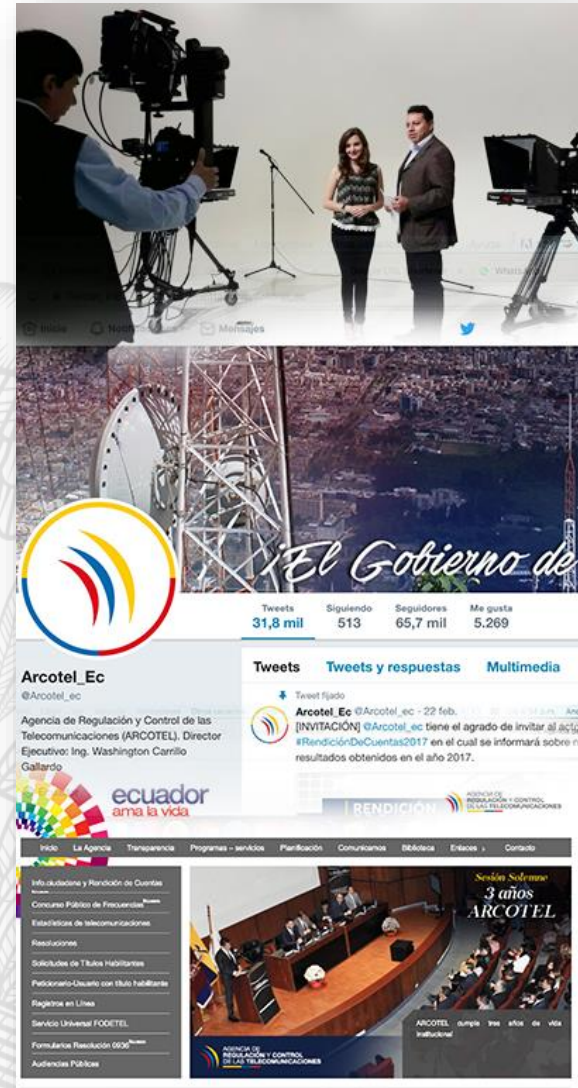 WhatsApp
Inicio
Mensajes
¡El Gobierno de
Tweets Siguiendo Seguidores Me gusta
31,8 mil 513 65,7 mil 5.269
Arcotel_Ec
@Arcotel_ec
Agencia de Regulación y Control de las
Telecomunicaciones (ARCOTEL). Director
Ejecutivo: Ing. Washington Carrillo
Gallardo
Tweets Tweets y respuestas Multimedia
Tweet fijado
Arcotel_Ec @Arcotel_ec - 22 feb.
[INVITACIÓN] @Arcotel_ec tiene el agrado de invitar al
#RendiciónDeCuentas2017 en el cual se informará sobre
resultados obtenidos en el año 2017.
RENDICIÓN
AGENCIA DE
REGULACIÓN Y CONTROL
DE LAS TELECOMUNICACIONES
ecuador
ama la vida
Inicio La Agencia Transparencia Programas – servicios Planificación Comunicamos Biblioteca Enlaces Contacto
Info.ciudadana y Rendición de Cuentas
Concurso Público de Frecuencias
Estadísticas de telecomunicaciones
Resoluciones
Solicitudes de Títulos Habilitantes
Peticionario-Usuario con título habilitante
Registros en Línea
Servicio Universal FODETEL
Formularios Resolución 0936
Audiencias Públicas
Sesión Solemne
3 años
ARCOTEL
ARCOTEL cumple tres años de vida
institucional
AGENCIA DE
REGULACIÓN Y CONTROL
DE LAS TELECOMUNICACIONES